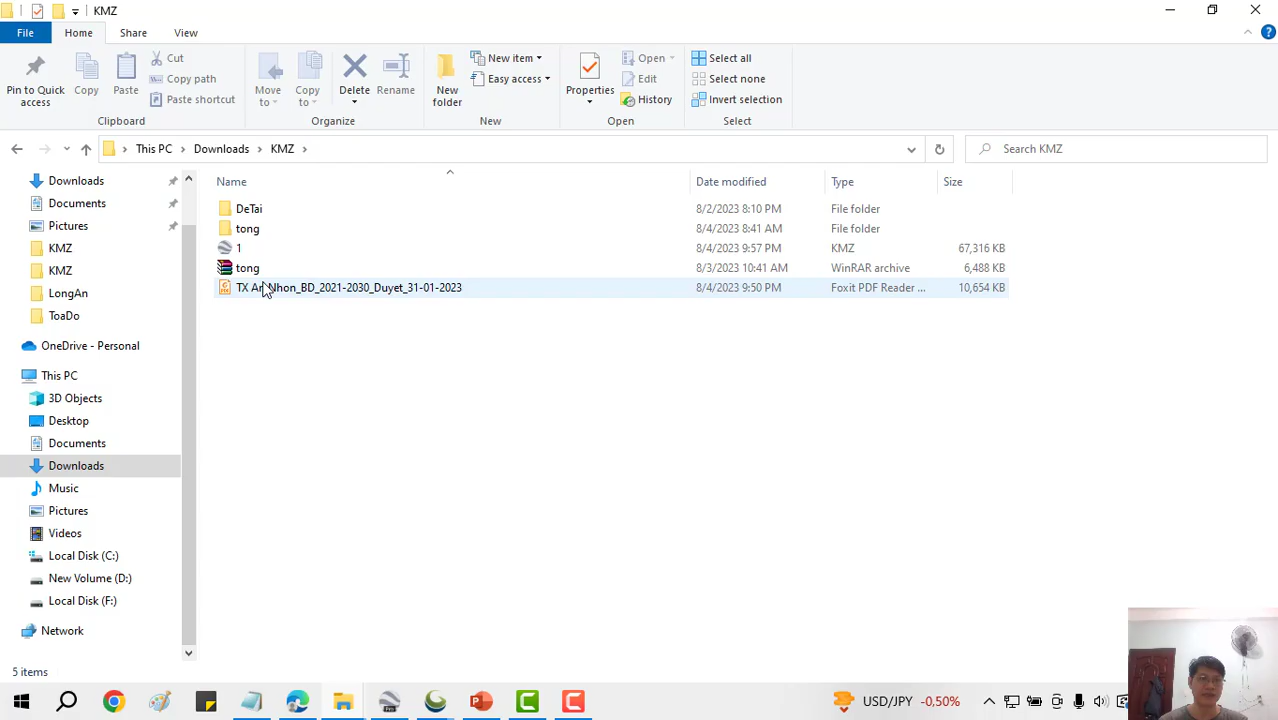 KMZ
File Home Share View
Pin to Quick access
Copy
Paste
Cut
Copy path
Paste shortcut
Clipboard
Move to
Copy to
Delete
Rename
Organize
New folder
New item
Easy access
New
Properties
Open
Edit
History
Open
Select all
Select none
Invert selection
Select
This PC Downloads KMZ
Search KMZ
Downloads
Documents
Pictures
KMZ
KMZ
LongAn
ToaDo
OneDrive - Personal
This PC
3D Objects
Desktop
Documents
Downloads
Music
Pictures
Videos
Local Disk (C:)
New Volume (D:)
Local Disk (F:)
Network
Name Date modified Type Size
DeTai 8/2/2023 8:10 PM File folder
tong 8/4/2023 8:41 AM File folder
1 8/4/2023 9:57 PM KMZ 67,316 KB
tong 8/3/2023 10:41 AM WinRAR archive 6,488 KB
TX An Nhon_BD_2021-2030_Duyet_31-01-2023 8/4/2023 9:50 PM Foxit PDF Reader ... 10,654 KB
5 items
USD/JPY -0,50%